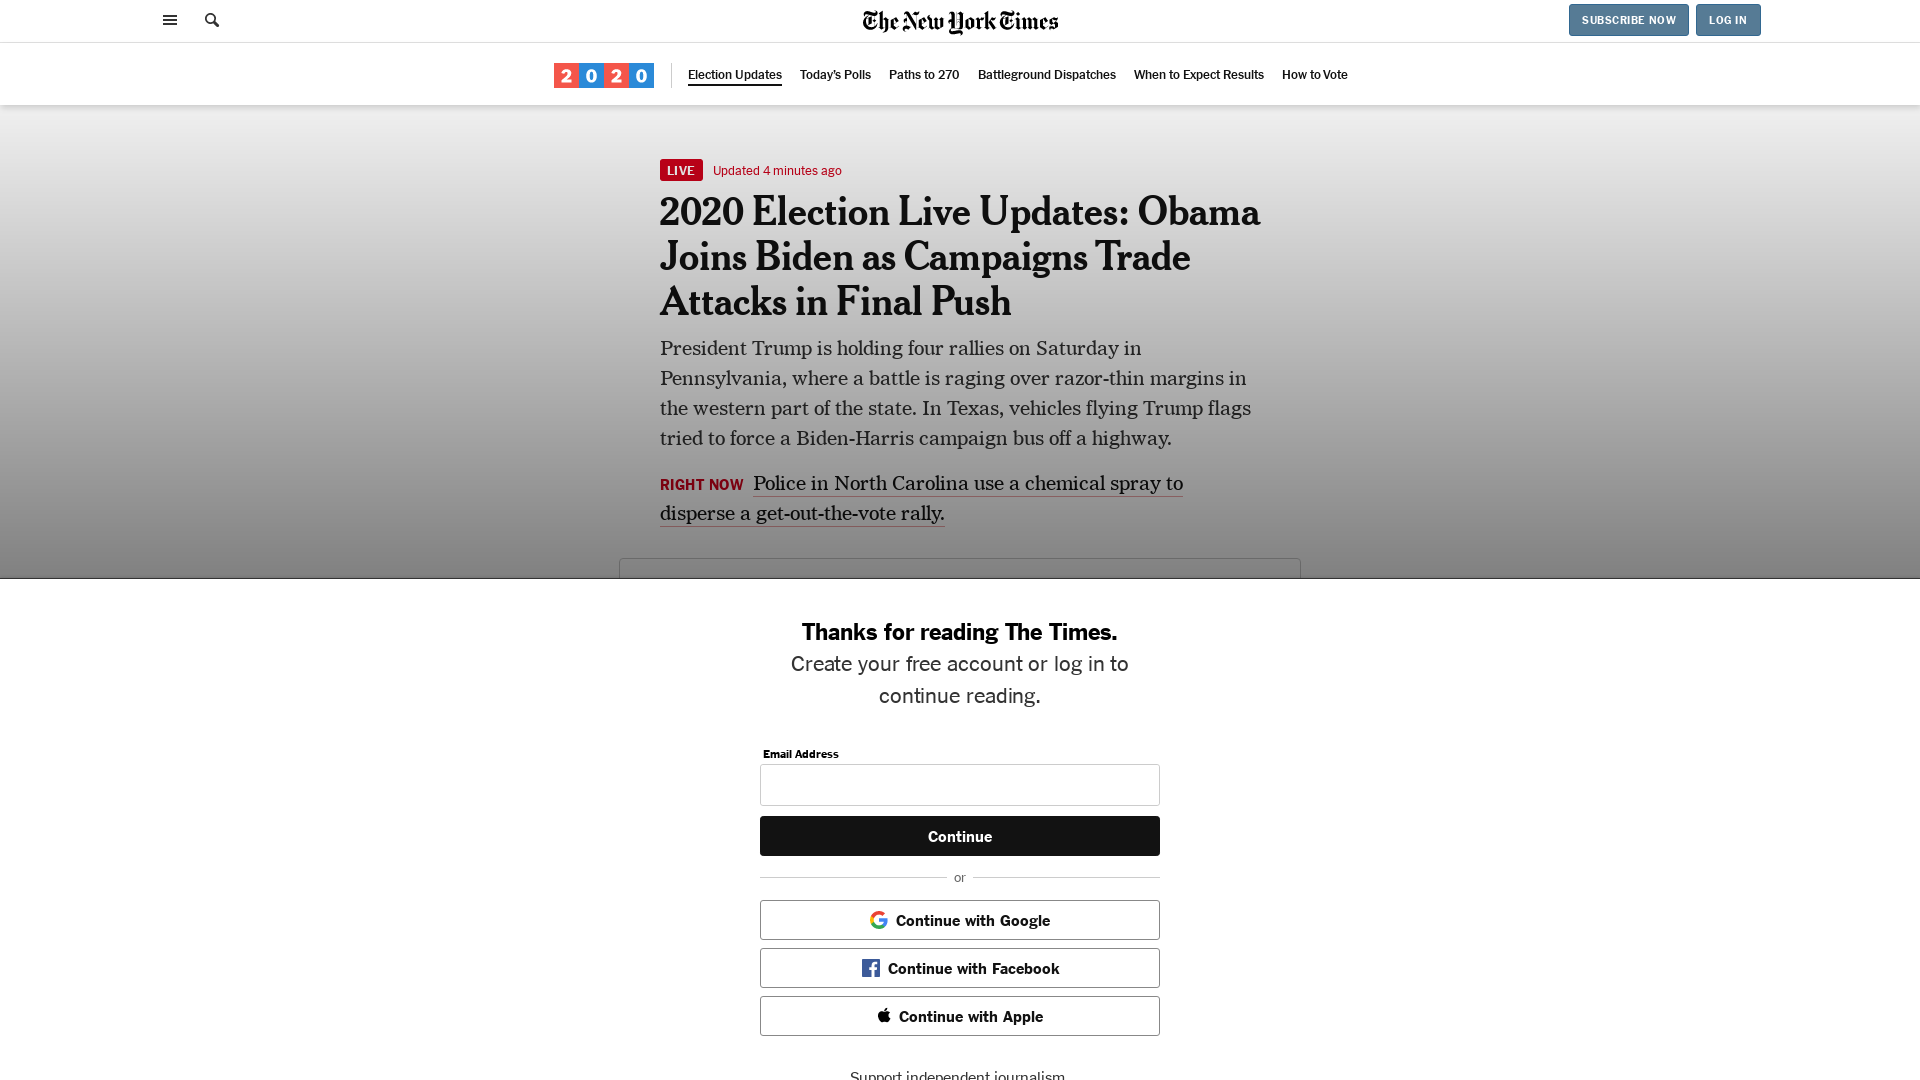 The New York Times
SUBSCRIBE NOW
LOG IN
2020
Election Updates
Today's Polls
Paths to 270
Battleground Dispatches
When to Expect Results
How to Vote
LIVE
Updated 4 minutes ago
2020 Election Live Updates: Obama
Joins Biden as Campaigns Trade
Attacks in Final Push
President Trump is holding four rallies on Saturday in
Pennsylvania, where a battle is raging over razor-thin margins in
the western part of the state. In Texas, vehicles flying Trump flags
tried to force a Biden-Harris campaign bus off a highway.
RIGHT NOW Police in North Carolina use a chemical spray to
disperse a get-out-the-vote rally.
Thanks for reading The Times.
Create your free account or log in to
continue reading.
Email Address
Continue
or
Continue with Google
Continue with Facebook
Continue with Apple
Support independent journalism